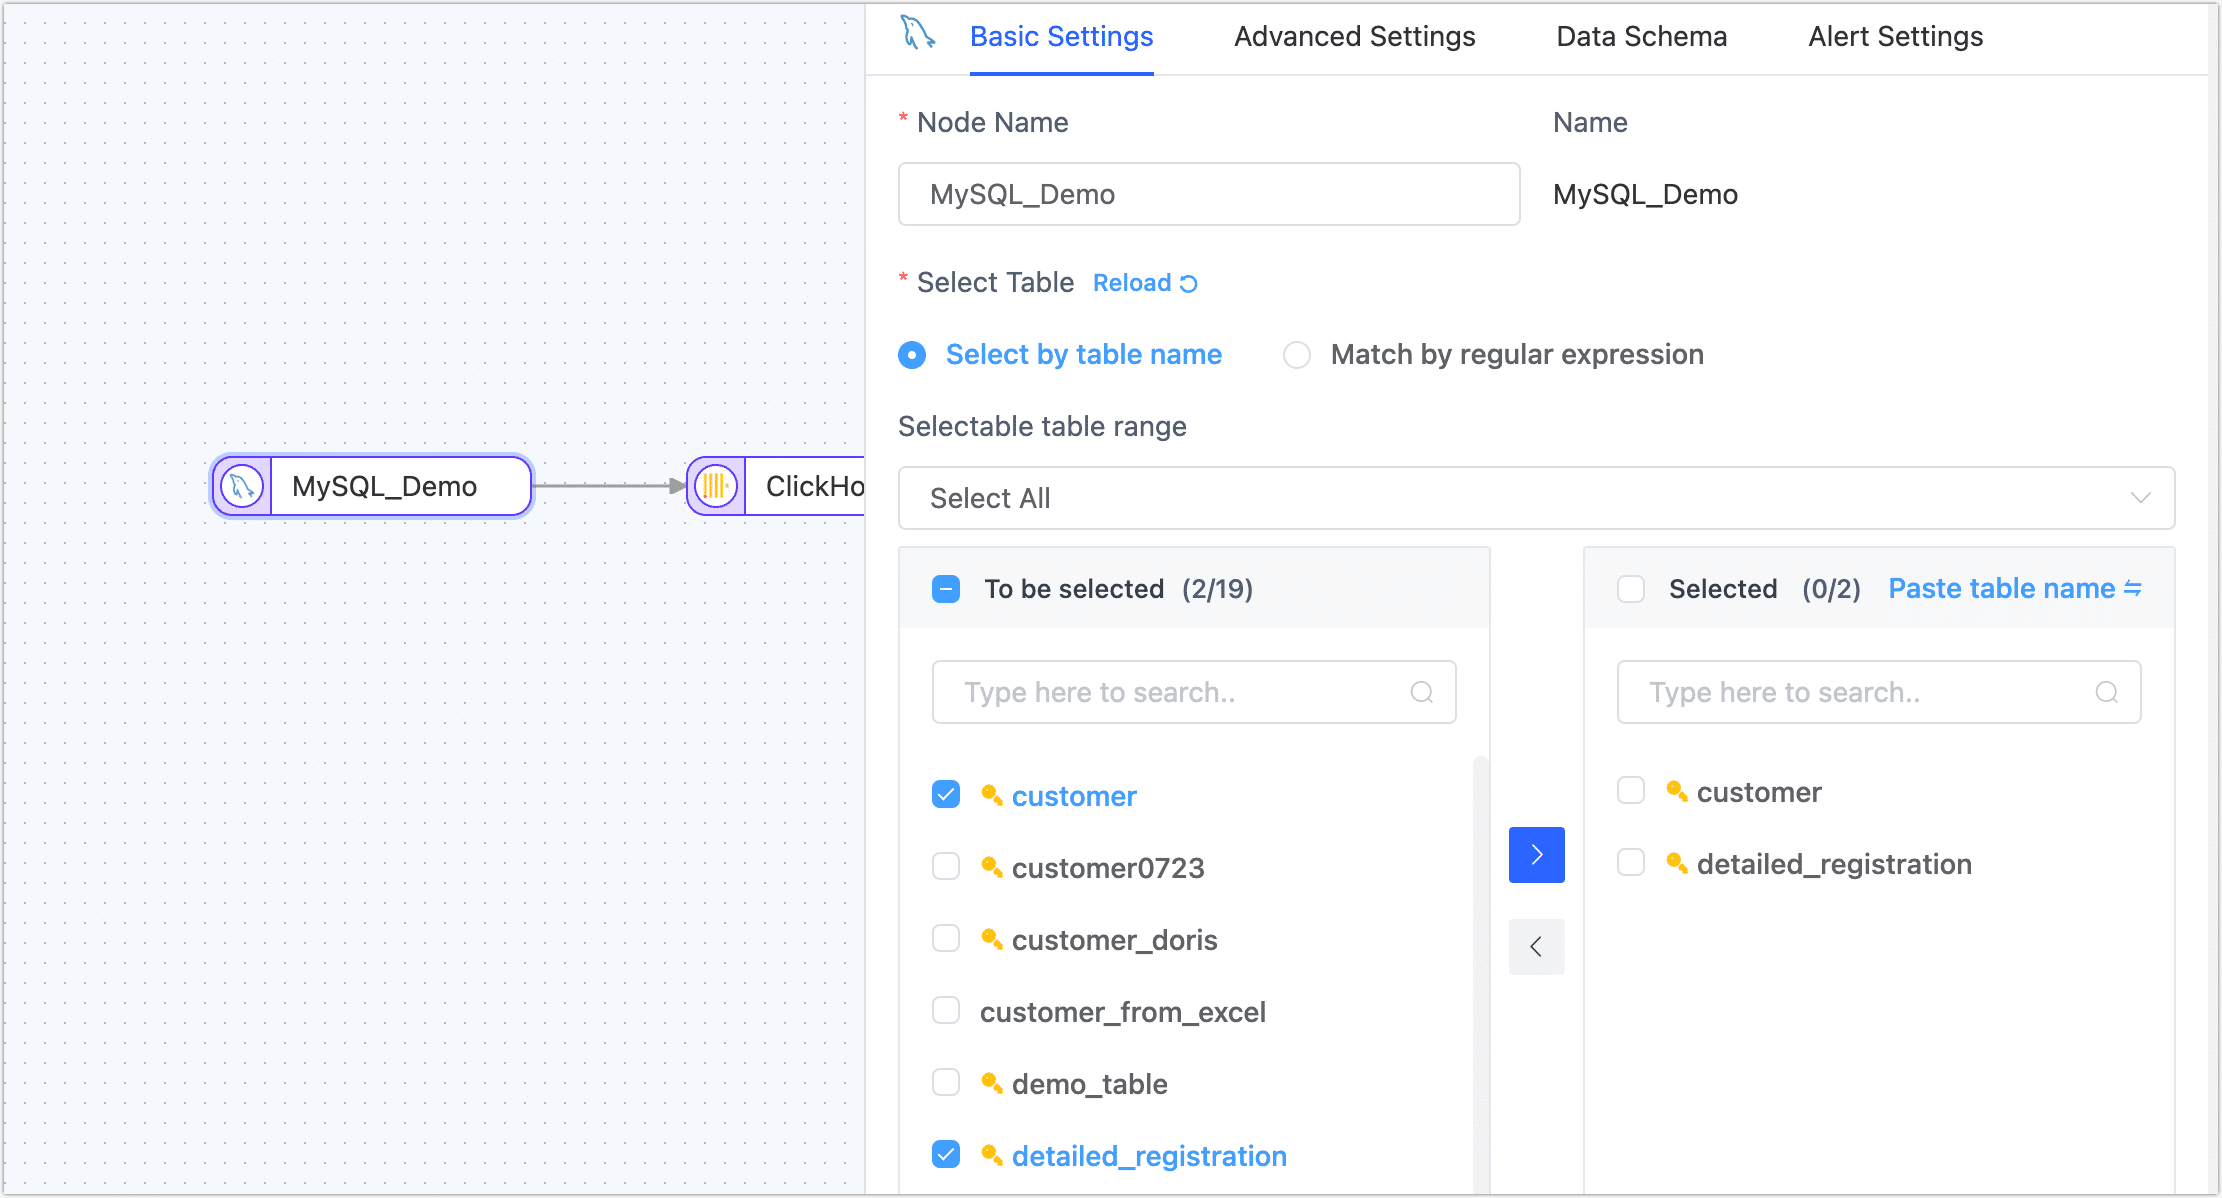 Basic Settings Advanced Settings Data Schema Alert Settings
* Node Name Name
MySQL_Demo MySQL_Demo
* Select Table Reload
Select by table name Match by regular expression
Selectable table range
Select All
MySQL_Demo ClickHo
To be selected (2/19) Selected (0/2) Paste table name
Type here to search.. Type here to search..
customer customer
customer0723 detailed_registration
customer_doris
customer_from_excel
demo_table
detailed_registration